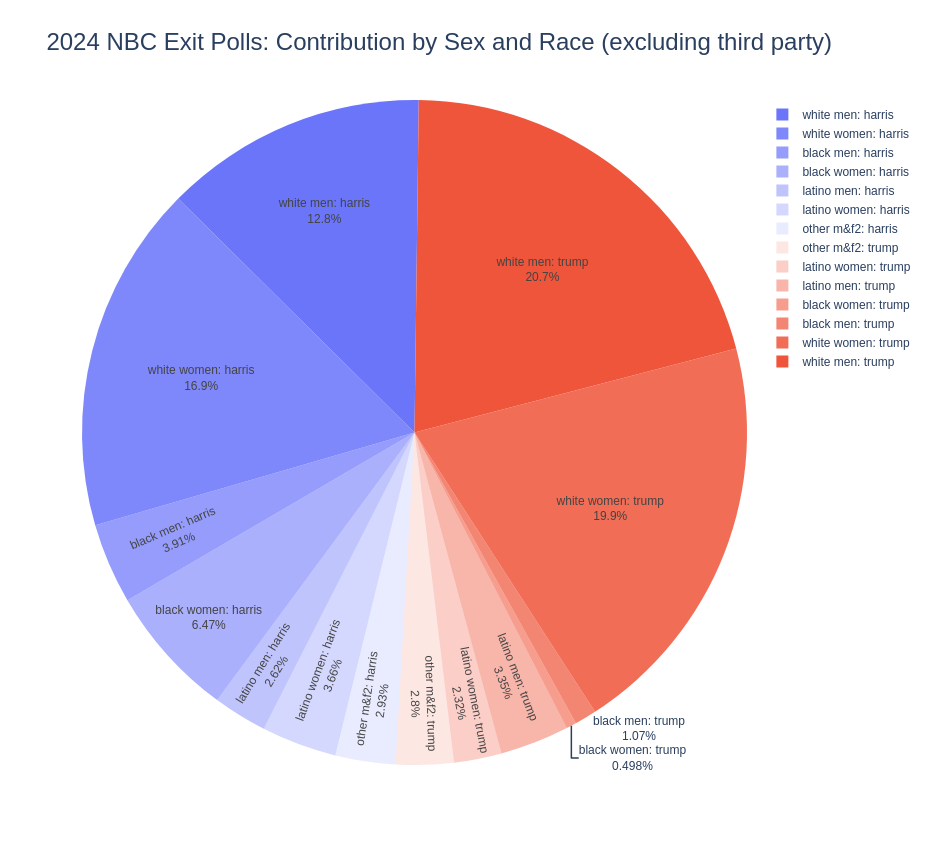 2024 NBC Exit Polls: Contribution by Sex and Race (excluding third party)
white men: harris
12.8%
white men: trump
20.7%
white women: harris
16.9%
white women: trump
19.9%
black men: harris
3.91%
black women: harris
6.47%
latino men: harris
2.62%
latino women: harris
3.66%
other m&f2: harris
2.93%
other m&f2: trump
2.8%
latino women: trump
2.32%
latino men: trump
3.35%
black men: trump
1.07%
black women: trump
0.498%
white men: harris
white women: harris
black men: harris
black women: harris
latino men: harris
latino women: harris
other m&f2: harris
other m&f2: trump
latino women: trump
latino men: trump
black women: trump
black men: trump
white women: trump
white men: trump